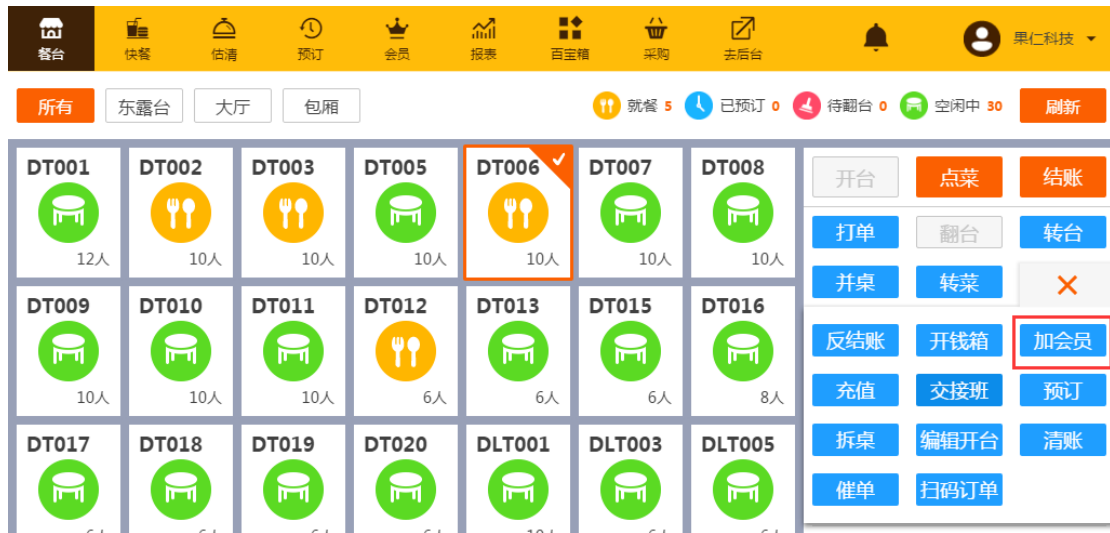 餐台 快餐 估清 预订 会员 报表 百宝箱 采购 去后台 果仁科技
所有 东露台 大厅 包厢 就餐 5 已预订 0 待翻台 0 空闲中 30 刷新
DT001 DT002 DT003 DT005 DT006 DT007 DT008
12人 10人 10人 10人 10人 10人 10人
开台 点菜 结账
打单 翻台 转台
并桌 转菜
DT009 DT010 DT011 DT012 DT013 DT015 DT016
10人 10人 10人 6人 6人 6人 8人
反结账 开钱箱 加会员
充值 交接班 预订
DT017 DT018 DT019 DT020 DLT001 DLT003 DLT005
拆桌 编辑开台 清账
催单 扫码订单